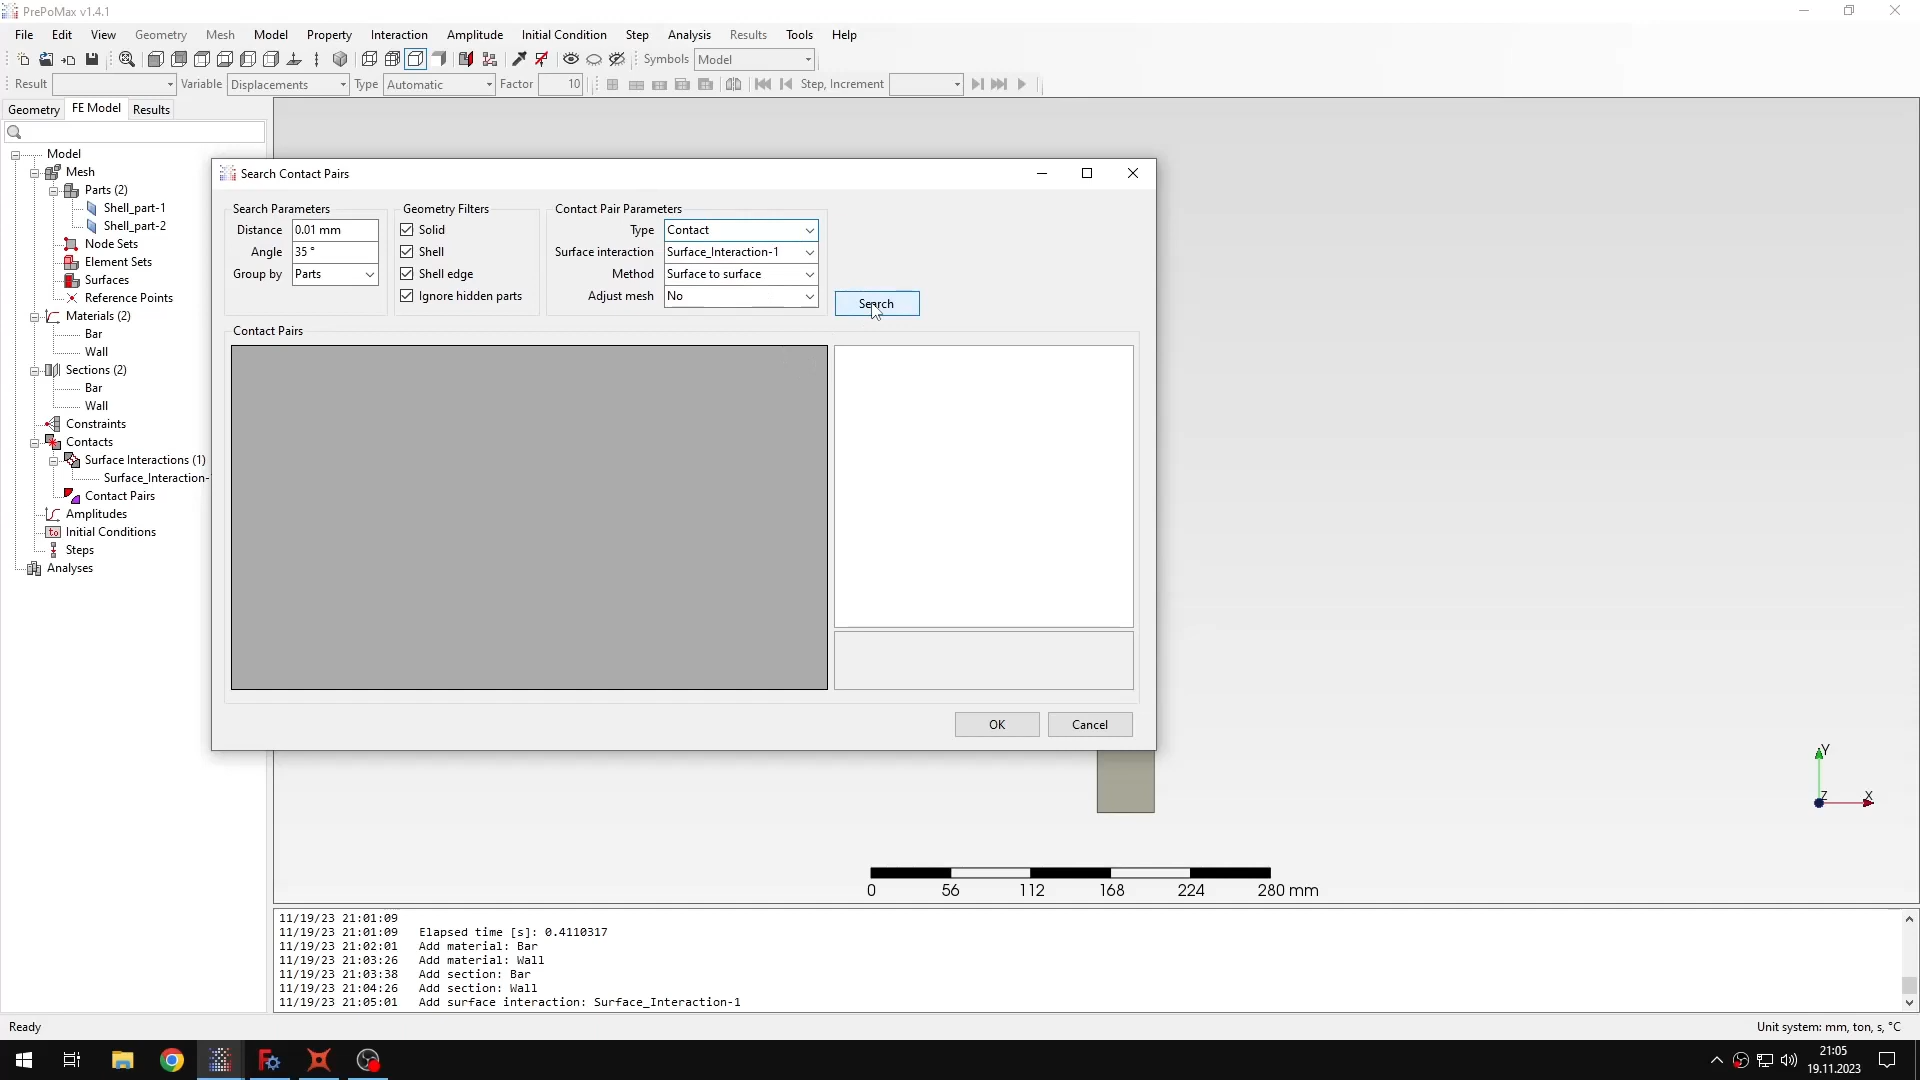 PrePoMax v1.4.1
File Edit View Geometry Mesh Model Property Interaction Amplitude Initial Condition Step Analysis Results Tools Help
Symbols Model
Result Variable Displacements Type Automatic Factor 10 Step, Increment
Geometry FE Model Results
Model
Mesh
Parts (2)
Shell_part-1
Shell_part-2
Node Sets
Element Sets
Surfaces
Reference Points
Materials (2)
Bar
Wall
Sections (2)
Bar
Wall
Constraints
Contacts
Surface Interactions (1)
Surface_Interaction-
Contact Pairs
Amplitudes
Initial Conditions
Steps
Analyses
Search Contact Pairs
Search Parameters
Distance 0.01 mm
Angle 35 °
Group by Parts
Geometry Filters
Solid
Shell
Shell edge
Ignore hidden parts
Contact Pair Parameters
Type Contact
Surface interaction Surface_Interaction-1
Method Surface to surface
Adjust mesh No
Search
Contact Pairs
OK Cancel
Y
Z X
0 56 112 168 224 280 mm
11/19/23 21:01:09
11/19/23 21:01:09 Elapsed time [s]: 0.4110317
11/19/23 21:02:01 Add material: Bar
11/19/23 21:03:26 Add material: Wall
11/19/23 21:03:38 Add section: Bar
11/19/23 21:04:26 Add section: Wall
11/19/23 21:05:01 Add surface interaction: Surface_Interaction-1
Ready
Unit system: mm, ton, s, °C
21:05
19.11.2023